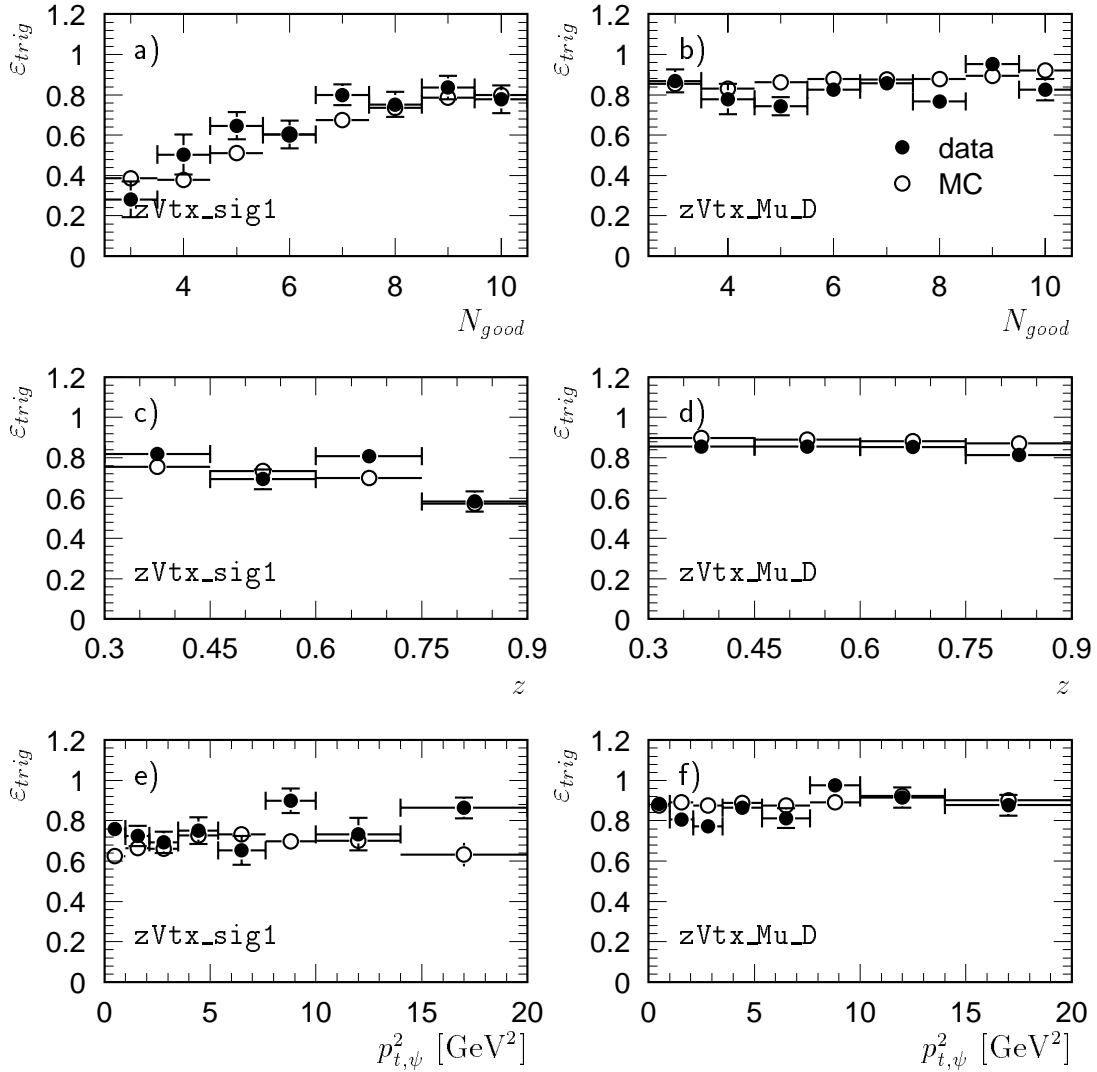 ε_trig
1.2
1
0.8
0.6
0.4
0.2
0
a)
zVtx_sig1
4 6 8 10
N_good
ε_trig
1.2
1
0.8
0.6
0.4
0.2
0
b)
data
MC
zVtx_Mu_D
4 6 8 10
N_good
ε_trig
1.2
1
0.8
0.6
0.4
0.2
0
c)
zVtx_sig1
0.3 0.45 0.6 0.75 0.9
z
ε_trig
1.2
1
0.8
0.6
0.4
0.2
0
d)
zVtx_Mu_D
0.3 0.45 0.6 0.75 0.9
z
ε_trig
1.2
1
0.8
0.6
0.4
0.2
0
e)
zVtx_sig1
0 5 10 15 20
p²_t,ψ [GeV²]
ε_trig
1.2
1
0.8
0.6
0.4
0.2
0
f)
zVtx_Mu_D
0 5 10 15 20
p²_t,ψ [GeV²]